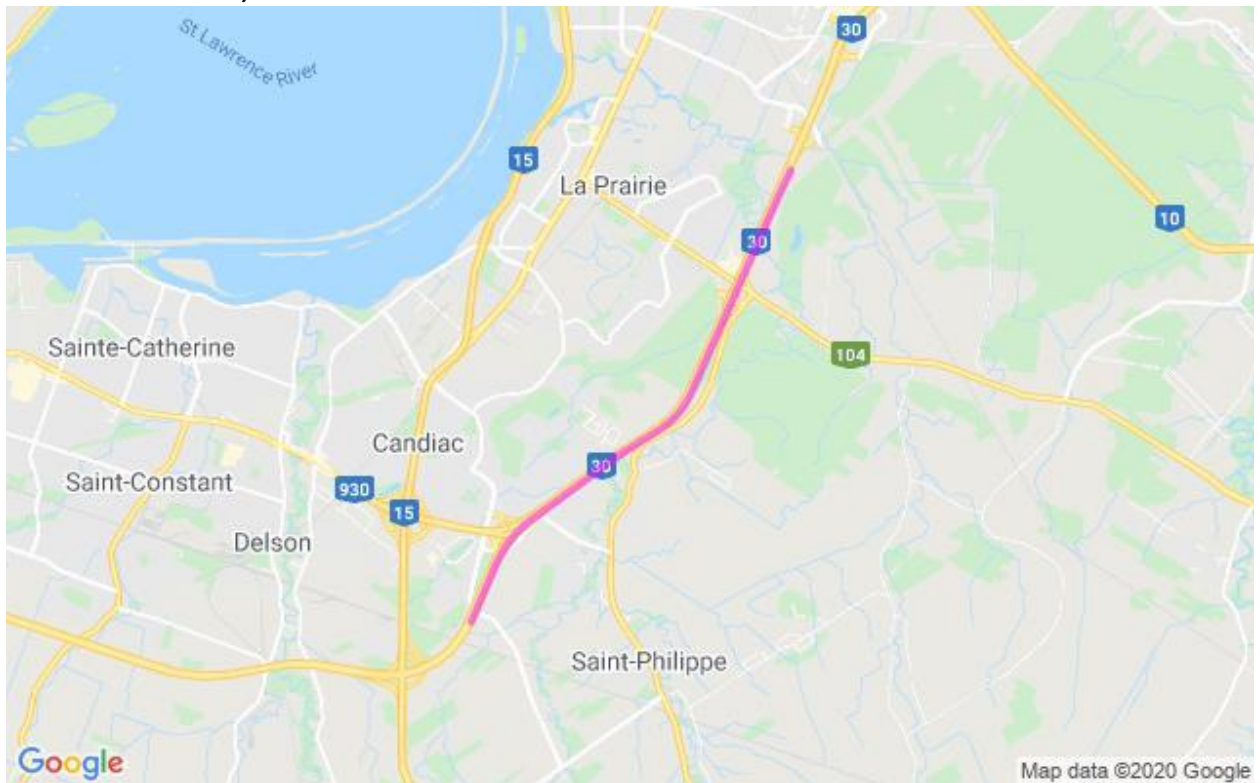 St Lawrence River
30
15
La Prairie
10
30
Sainte-Catherine
104
Candiac
30
Saint-Constant
930
15
Delson
Saint-Philippe
Google
Map data ©2020 Google